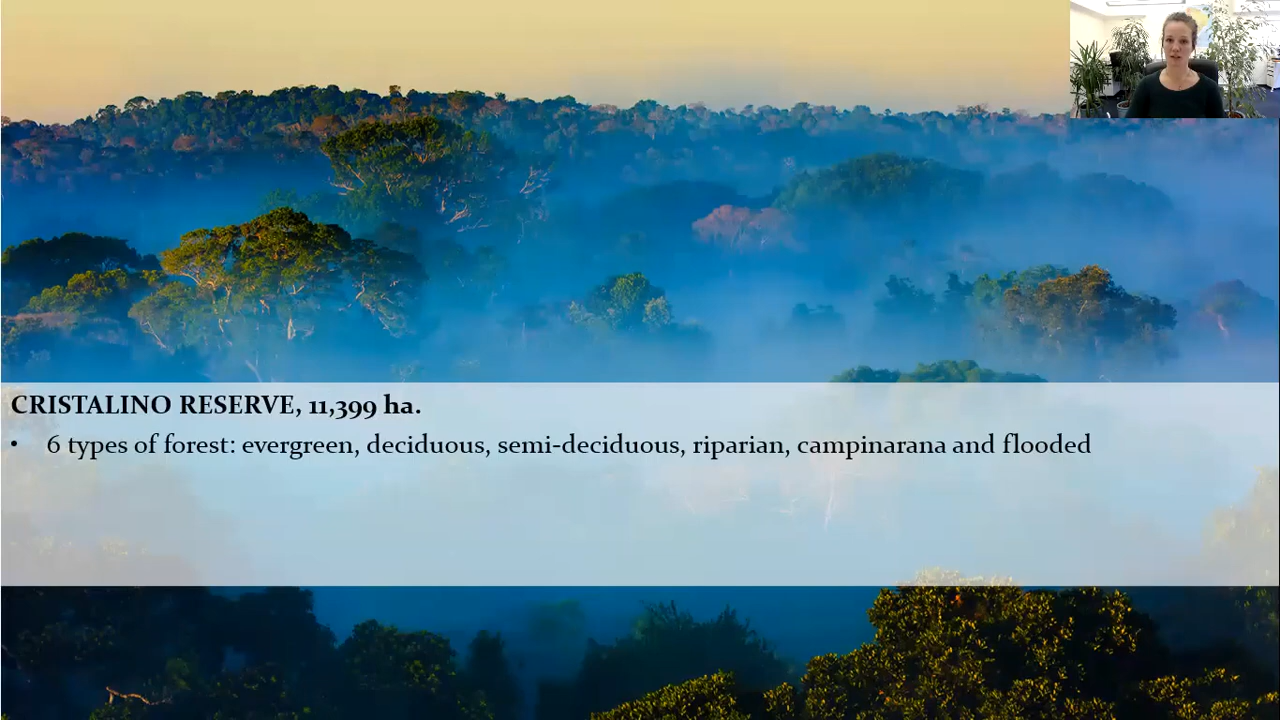 CRISTALINO RESERVE, 11,399 ha.
• 6 types of forest: evergreen, deciduous, semi-deciduous, riparian, campinarana and flooded